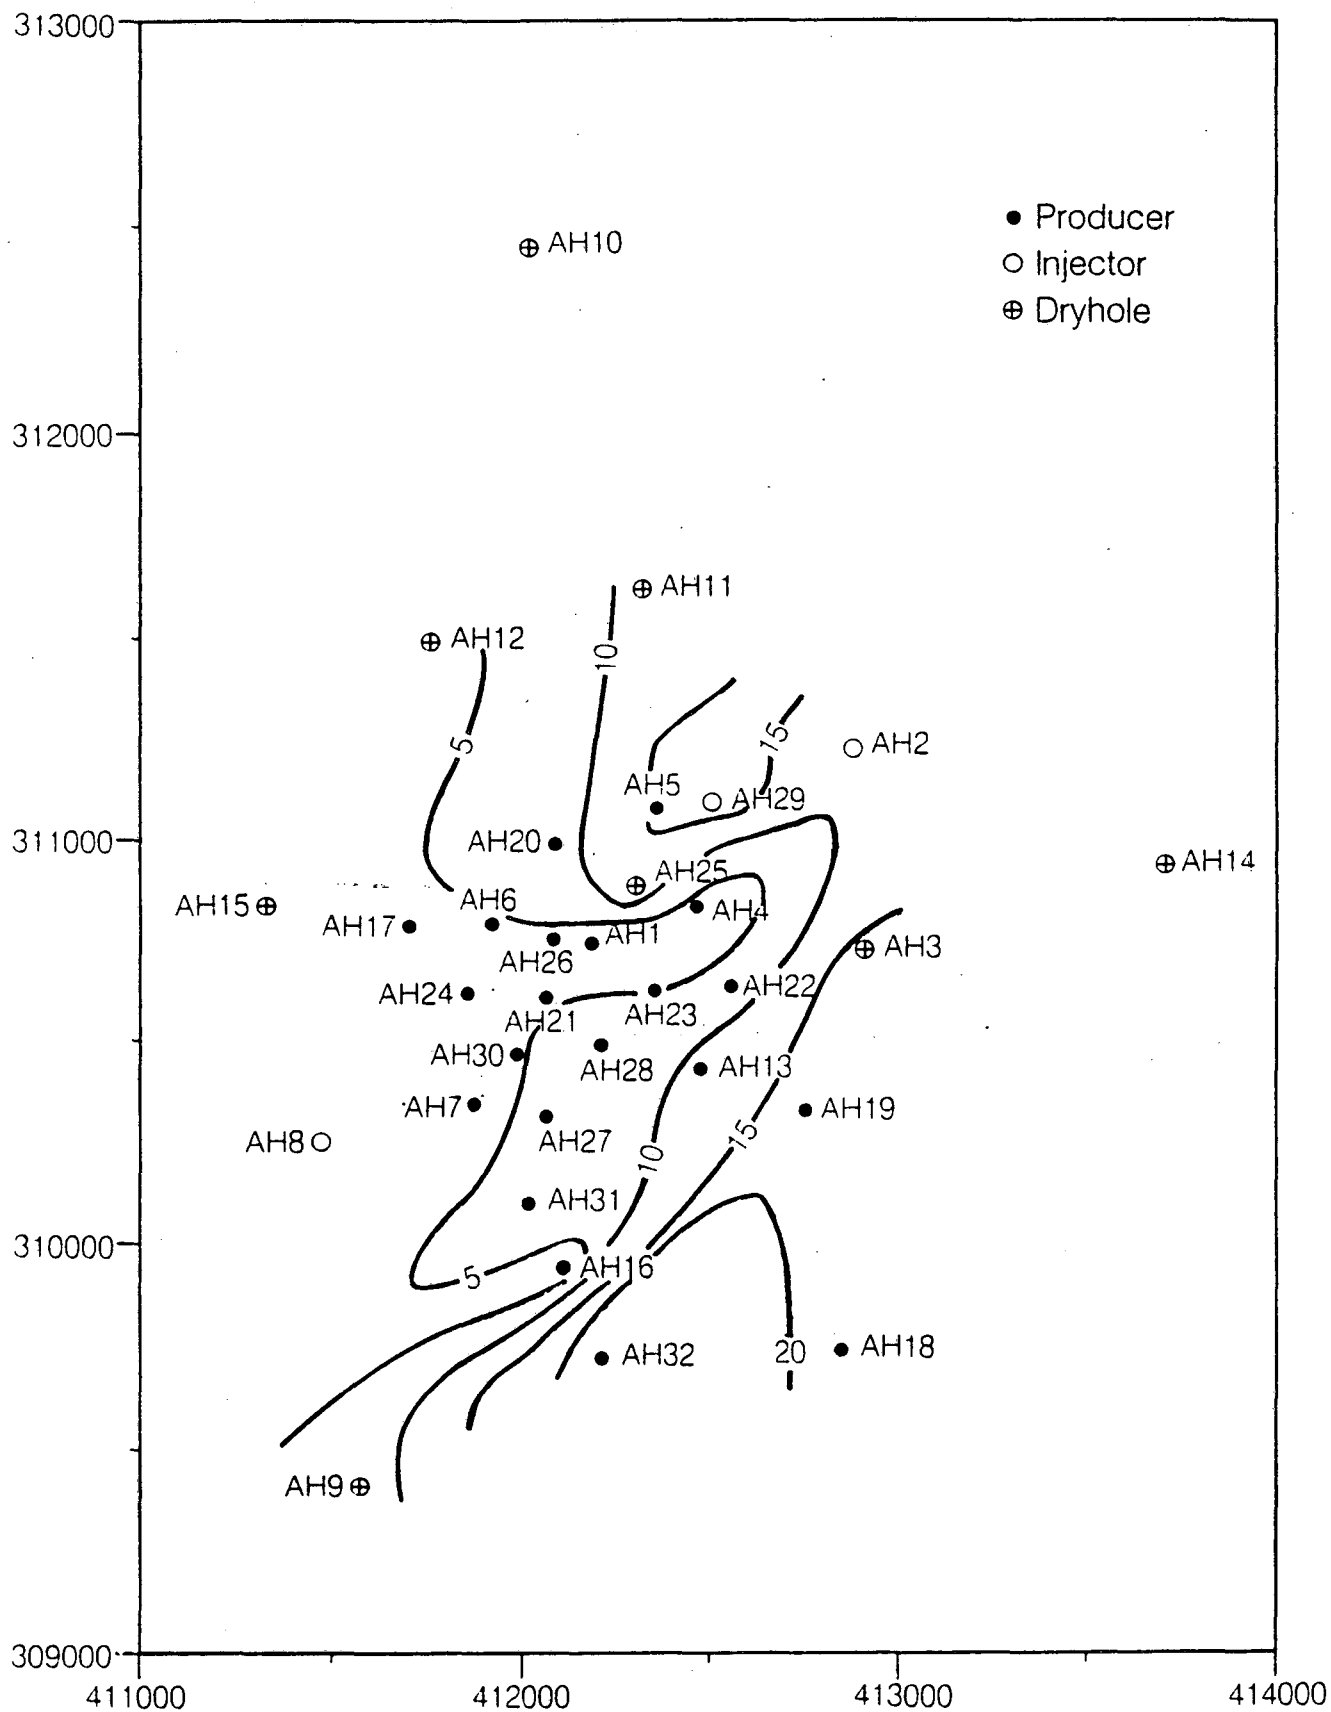 313000
Producer
AH10
Injector
Dryhole
312000
AH11
AH12
10
5
15
AH2
AH5
AH29
AH20
311000
AH14
AH25
AH6
AH15
AH4
AH17
AH1
AH3
AH26
AH24
AH22
AH21
AH23
AH30
AH28
AH13
AH7
AH19
AH8
AH27
15
10
AH31
310000
AH16
5
AH32
20
AH18
AH9
309000
411000
412000
413000
414000